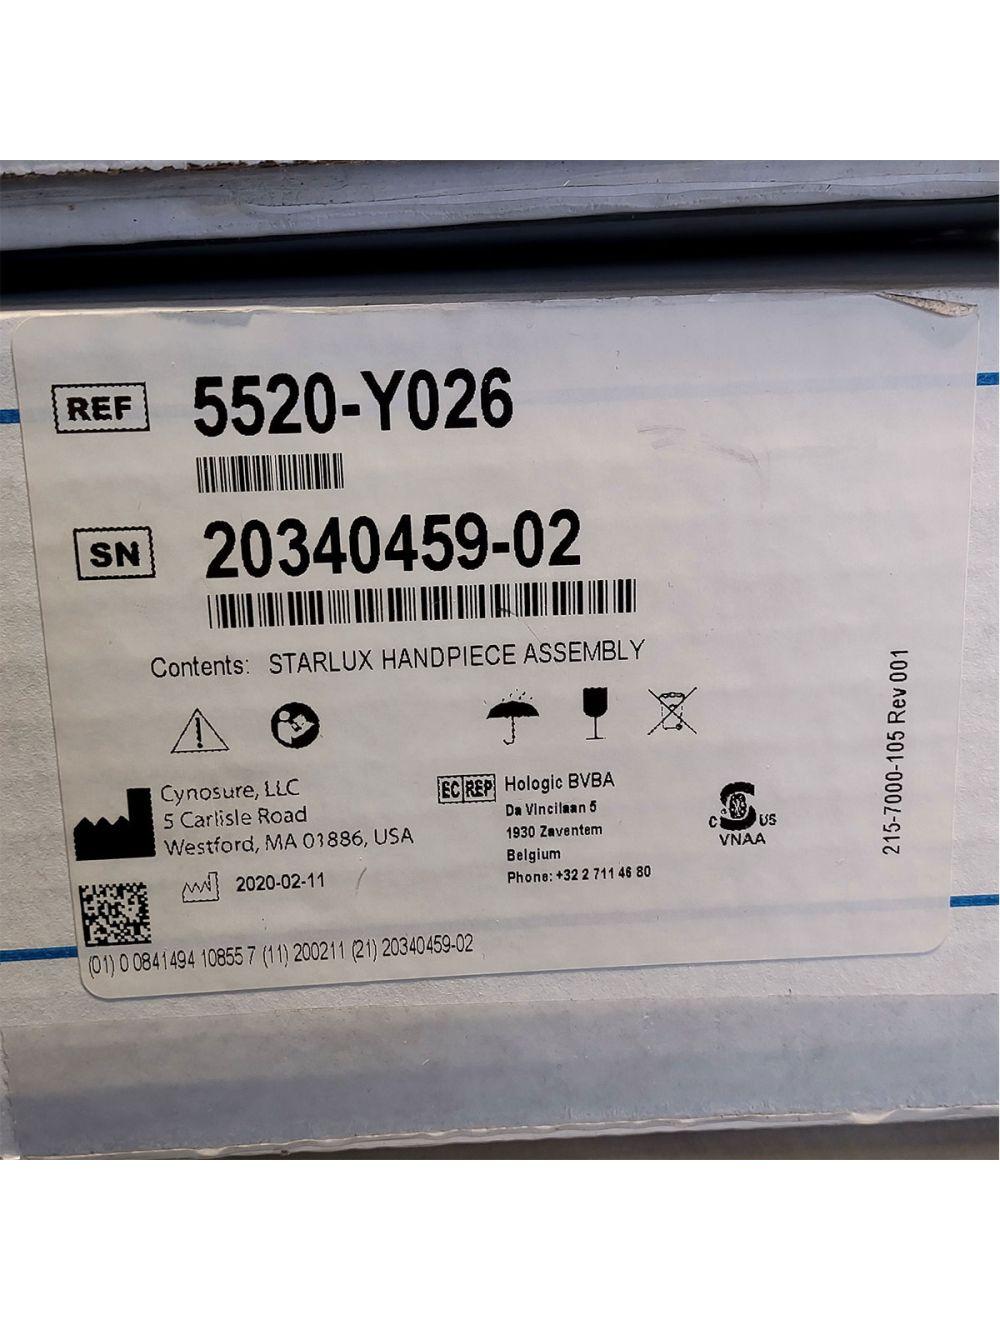 REF 5520-Y026
SN 20340459-02
Contents: STARLUX HANDPIECE ASSEMBLY
Cynosure, LLC
5 Carlisle Road
Westford, MA 01886, USA
2020-02-11
EC REP Hologic BVBA
Da Vincilaan 5
1930 Zaventem
Belgium
Phone: +32 2 711 46 80
C US
VNAA
(01) 0 0841494 10855 7 (11) 200211 (21) 20340459-02
215-7000-105 Rev 001